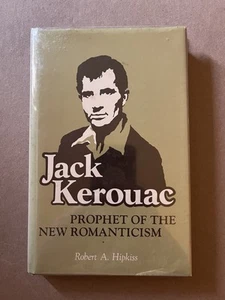 Jack
Kerouac
PROPHET OF THE
NEW ROMANTICISM
Robert A. Hipkiss